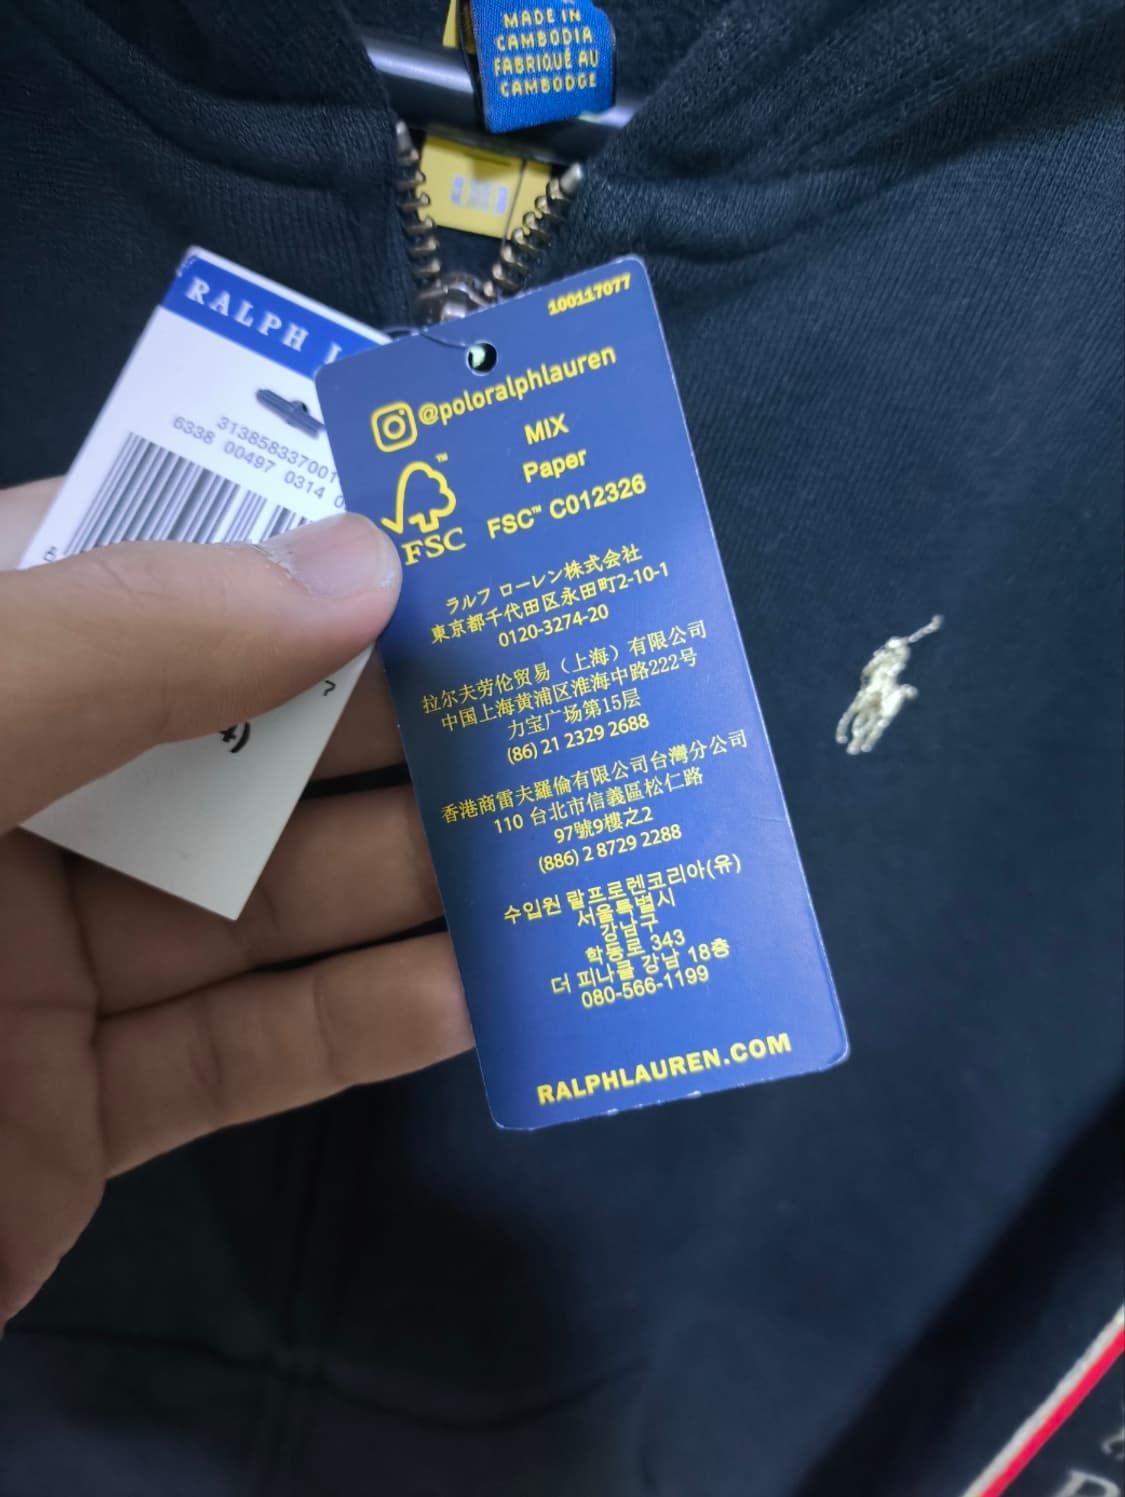 MADE IN
CAMBODIA
FABRIQUÉ AU
CAMBODGE
RALPH L
313858337001
6338 00497 0314 0
100117077
@poloralphlauren
MIX
Paper
FSC™ C012326
FSC
ラルフ ローレン株式会社
東京都千代田区永田町2-10-1
0120-3274-20
拉尔夫劳伦贸易（上海）有限公司
中国上海黄浦区淮海中路222号
力宝广场第15层
(86) 21 2329 2688
香港商雷夫羅倫有限公司台灣分公司
110 台北市信義區松仁路
97號9樓之2
(886) 2 8729 2288
수입원 랄프로렌코리아(유)
서울특별시
강남구
학동로 343
더 피나클 강남 18층
080-566-1199
RALPHLAUREN.COM